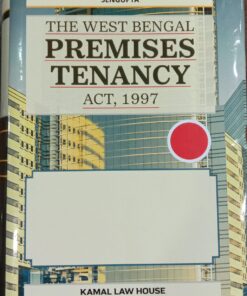 SENGUPTA
THE WEST BENGAL
PREMISES
TENANCY
ACT, 1997
KAMAL LAW HOUSE